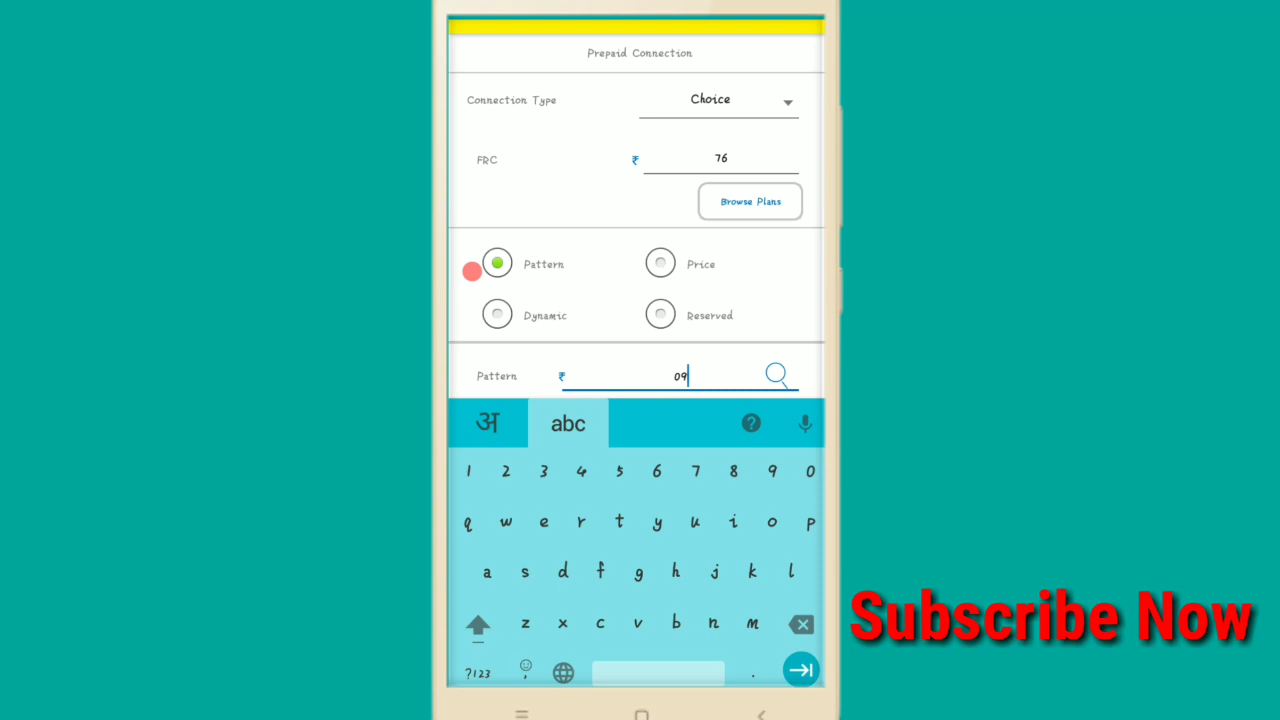 Prepaid Connection
Connection Type Choice
FRC ₹ 76
Browse Plans
Pattern Price
Dynamic Reserved
Pattern ₹ 09
अ abc ?
1 2 3 4 5 6 7 8 9 0
q w e r t y u i o p
a s d f g h j k l
z x c v b n m
?123 , .
Subscribe Now